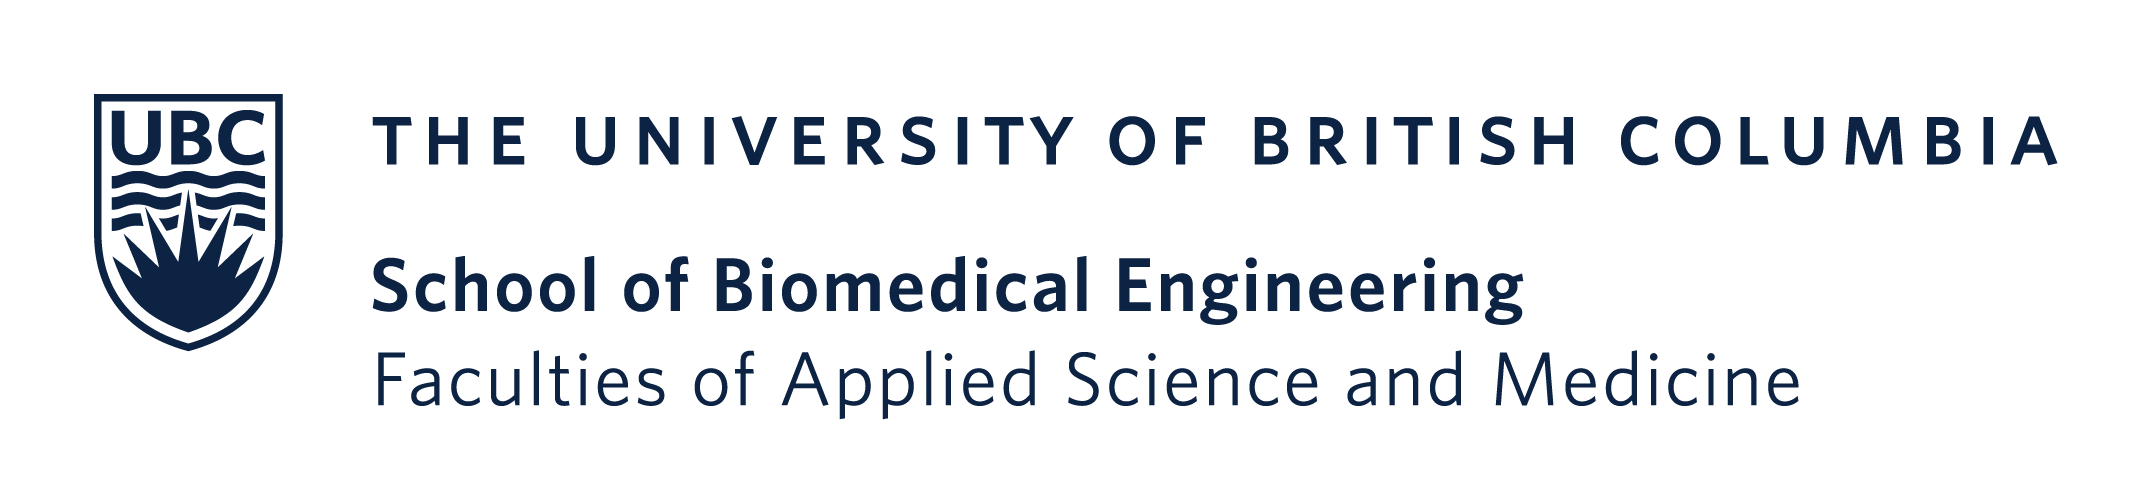 UBC
THE UNIVERSITY OF BRITISH COLUMBIA
School of Biomedical Engineering
Faculties of Applied Science and Medicine